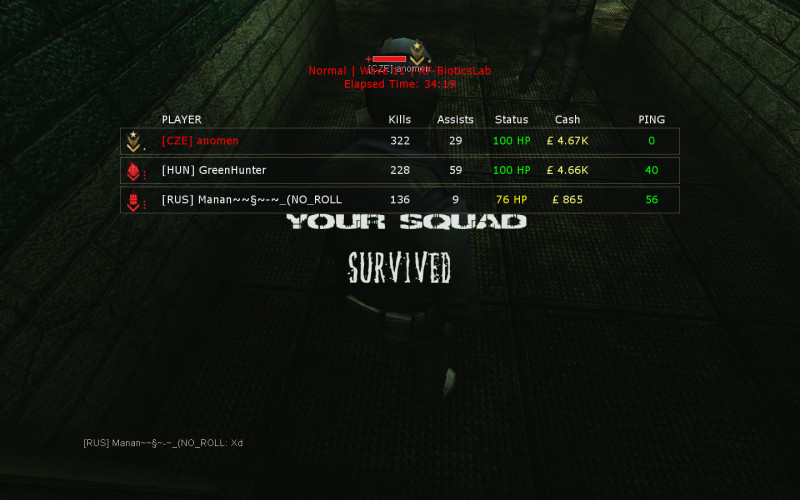 [CZE] anomen
Normal | Wave 11 | KF-BioticsLab
Elapsed Time: 34:19
PLAYER Kills Assists Status Cash PING
[CZE] anomen 322 29 100 HP £ 4.67K 0
[HUN] GreenHunter 228 59 100 HP £ 4.66K 40
[RUS] Manan~~§~-~_(NO_ROLL 136 9 76 HP £ 865 56
YOUR SQUAD
SURVIVED
[RUS] Manan~~§~-~_(NO_ROLL: Xd